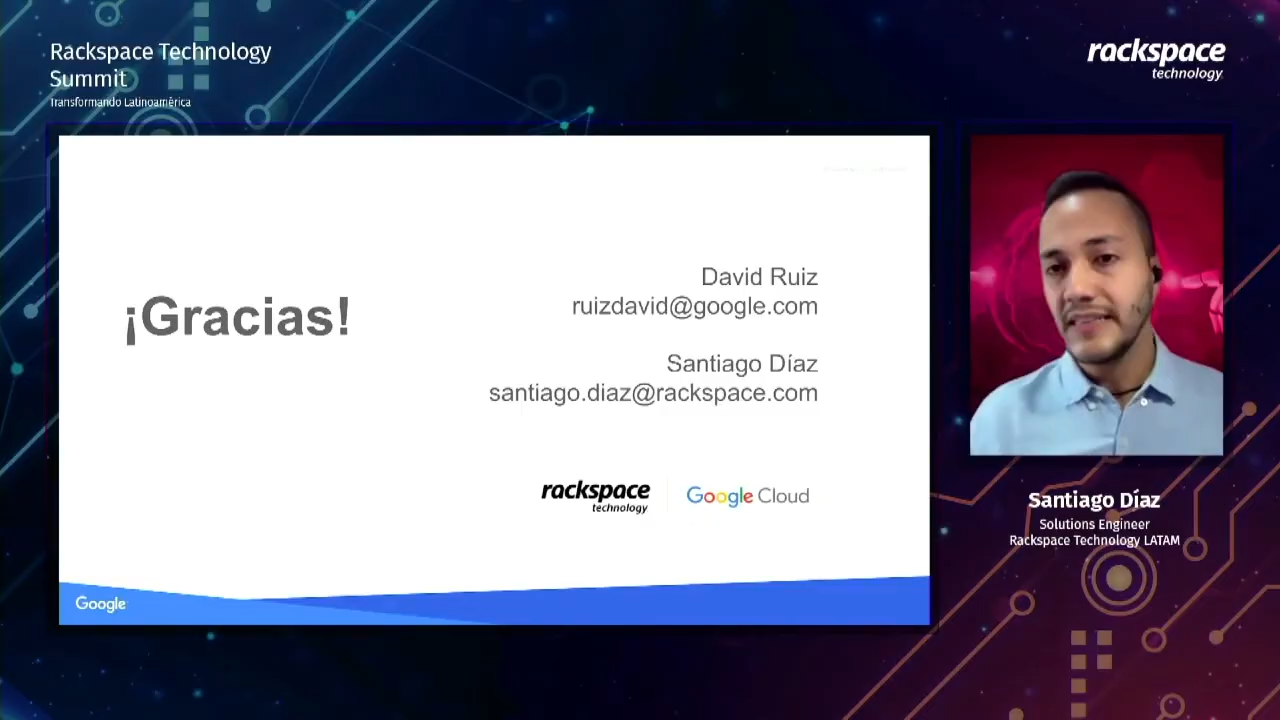 Rackspace Technology
Summit
Transformando Latinoamérica
rackspace
technology
¡Gracias!
David Ruiz
ruizdavid@google.com
Santiago Díaz
santiago.diaz@rackspace.com
rackspace
technology
Google Cloud
Google
Santiago Díaz
Solutions Engineer
Rackspace Technology LATAM